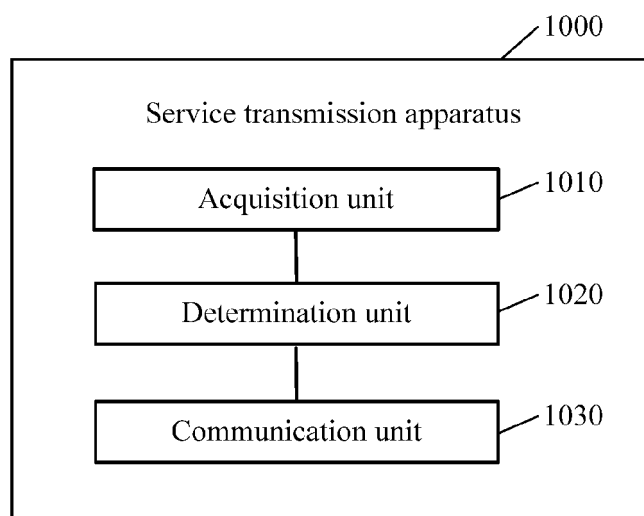 1000
Service transmission apparatus
Acquisition unit
1010
Determination unit
1020
Communication unit
1030